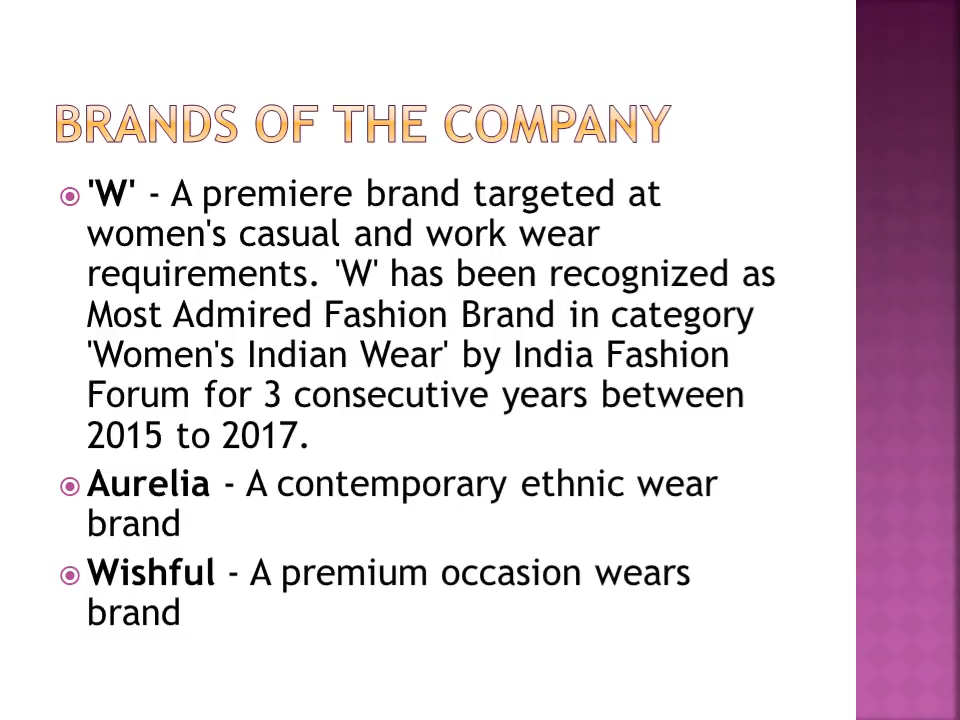 BRANDS OF THE COMPANY
'W' - A premiere brand targeted at
women's casual and work wear
requirements. 'W' has been recognized as
Most Admired Fashion Brand in category
'Women's Indian Wear' by India Fashion
Forum for 3 consecutive years between
2015 to 2017.
Aurelia - A contemporary ethnic wear
brand
Wishful - A premium occasion wears
brand